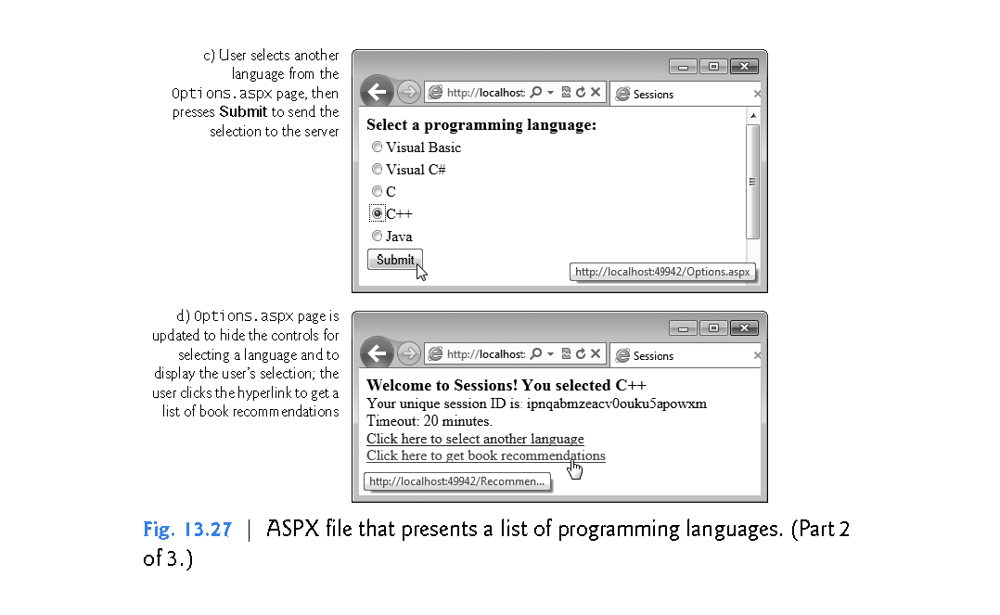 c) User selects another
language from the
Options.aspx page, then
presses Submit to send the
selection to the server
http://localhost:
Sessions
Select a programming language:
Visual Basic
Visual C#
C
C++
Java
Submit
http://localhost:49942/Options.aspx
d) Options.aspx page is
updated to hide the controls for
selecting a language and to
display the user's selection; the
user clicks the hyperlink to get a
list of book recommendations
http://localhost:
Sessions
Welcome to Sessions! You selected C++
Your unique session ID is: ipnqabmzeacv0ouku5apowxm
Timeout: 20 minutes.
Click here to select another language
Click here to get book recommendations
http://localhost:49942/Recommen...
Fig. 13.27 | ASPX file that presents a list of programming languages. (Part 2
of 3.)